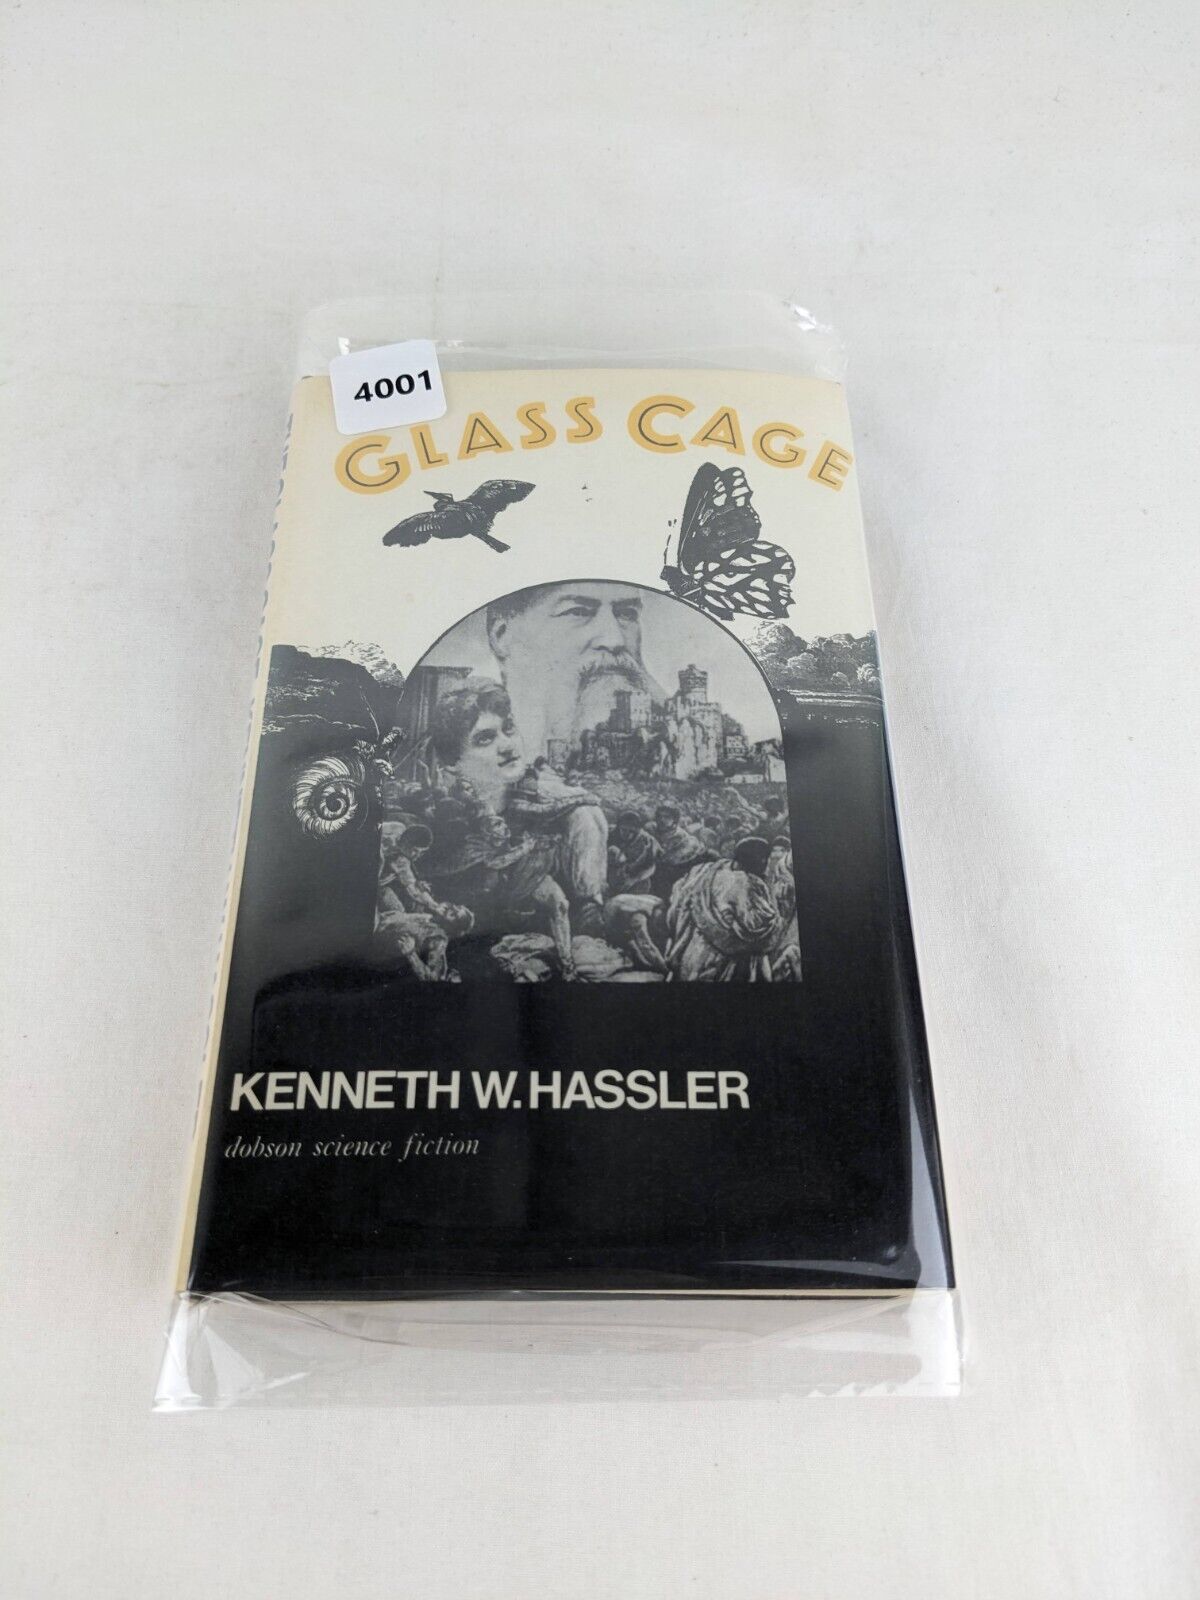 4001
GLASS CAGE
KENNETH W. HASSLER
dobson science fiction